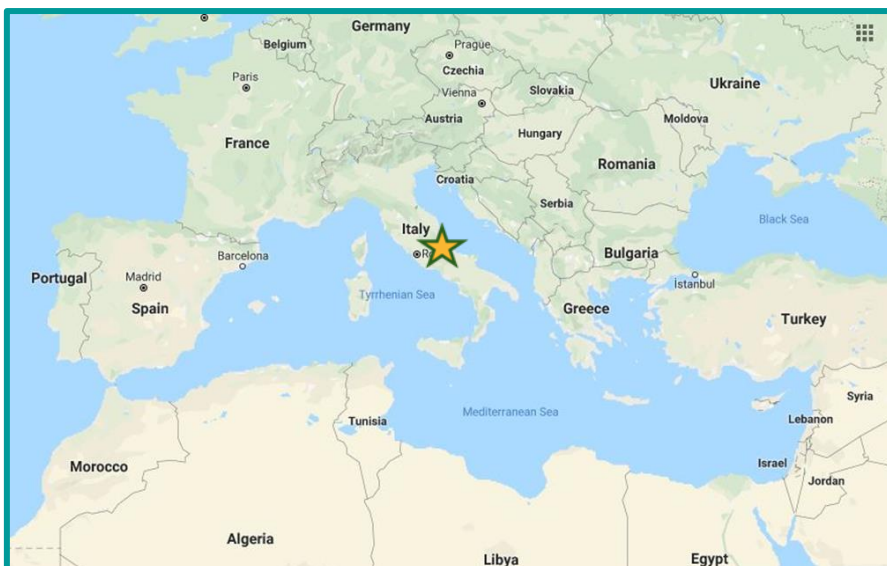 Germany
Belgium
Prague
Czechia
Paris
Ukraine
Slovakia
Vienna
Austria
Moldova
Hungary
France
Romania
Croatia
Serbia
Black Sea
Italy
Bulgaria
Barcelona
Portugal
Madrid
İstanbul
Tyrrhenian Sea
Spain
Greece
Turkey
Syria
Mediterranean Sea
Lebanon
Tunisia
Israel
Morocco
Jordan
Algeria
Libya
Egypt